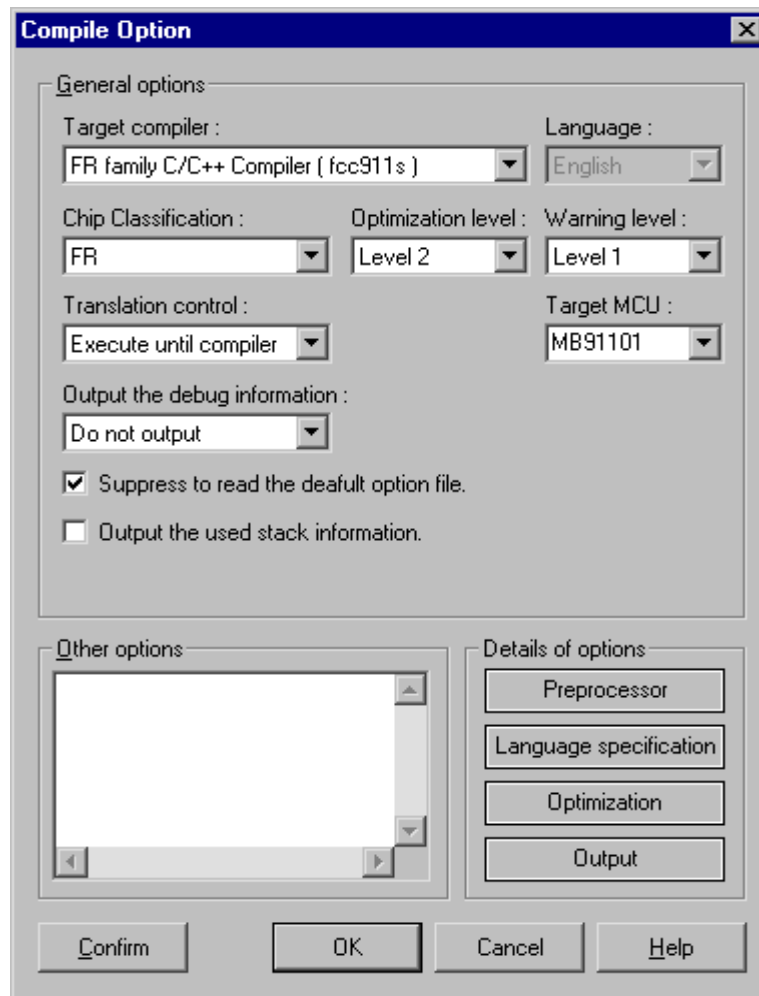 Compile Option
General options
Target compiler :
Language :
FR family C/C++ Compiler ( fcc911s )
English
Chip Classification :
Optimization level :
Warning level :
FR
Level 2
Level 1
Translation control :
Target MCU :
Execute until compiler
MB91101
Output the debug information :
Do not output
Suppress to read the deafult option file.
Output the used stack information.
Other options
Details of options
Preprocessor
Language specification
Optimization
Output
Confirm
OK
Cancel
Help